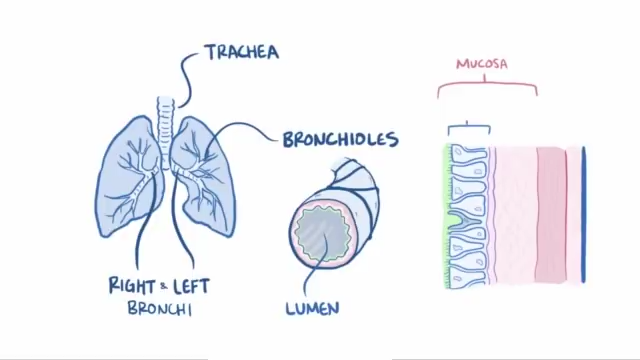 TRACHEA
MUCOSA
BRONCHIOLES
RIGHT & LEFT
BRONCHI
LUMEN